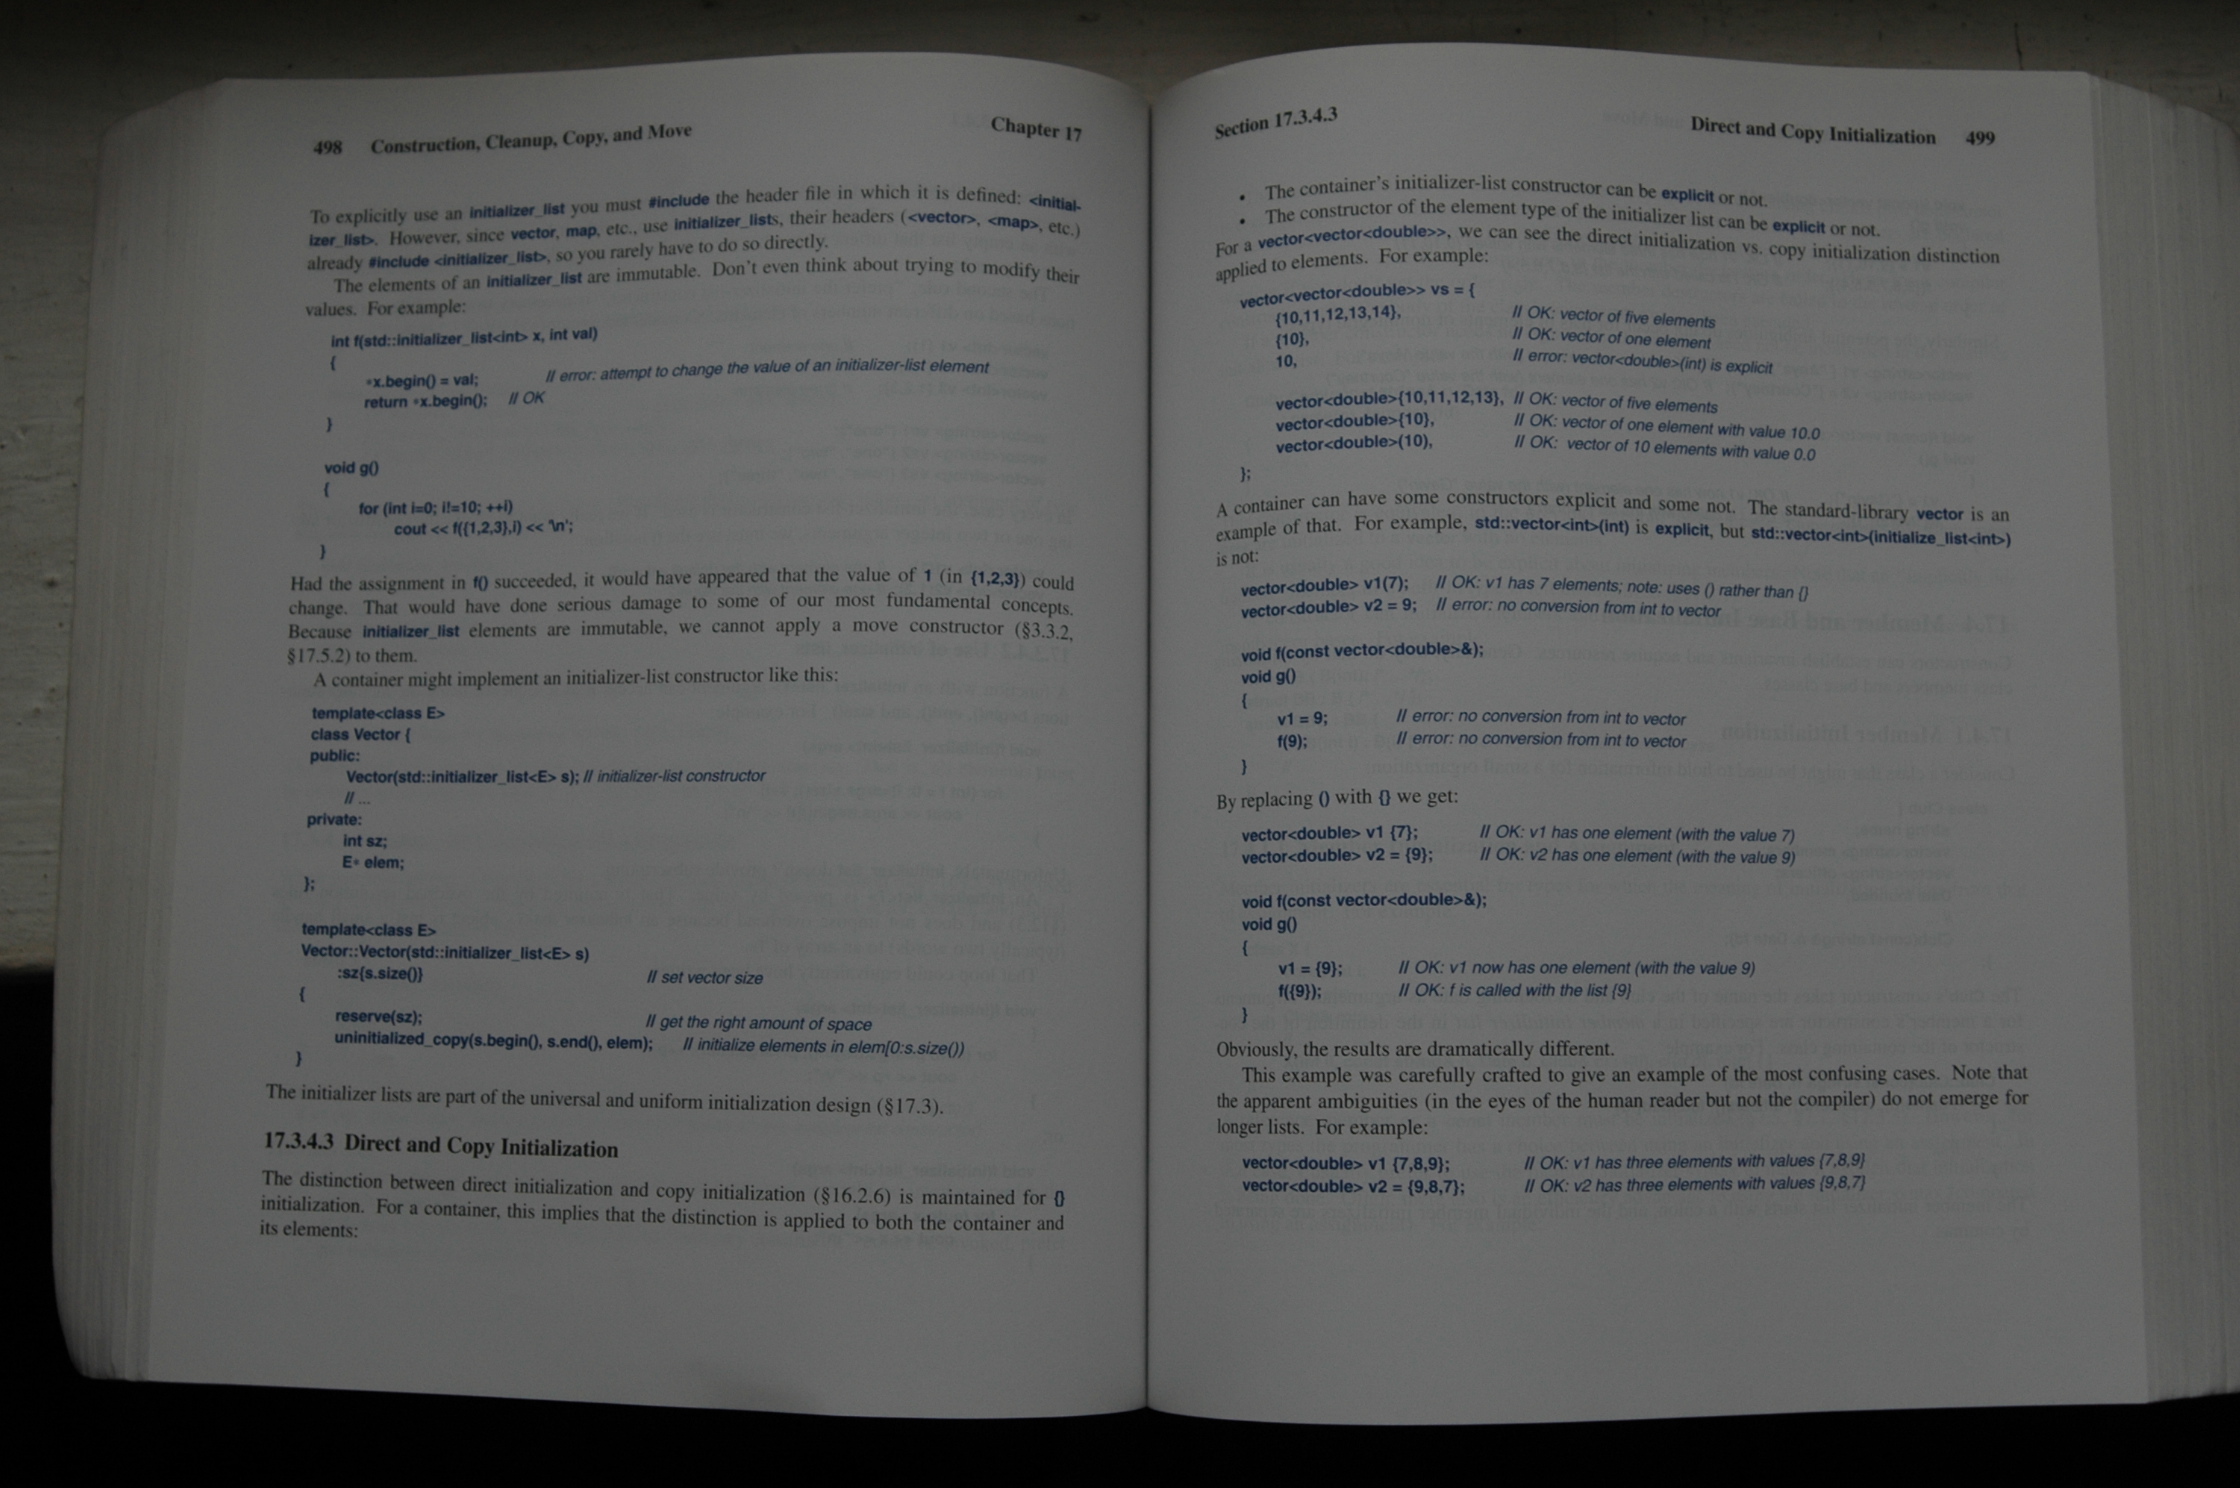 498 Construction, Cleanup, Copy, and Move Chapter 17
To explicitly use an initializer_list you must #include the header file in which it is defined: <initial-
izer_list>. However, since vector, map, etc., use initializer_lists, their headers (<vector>, <map>, etc.)
already #include <initializer_list>, so you rarely have to do so directly.
The elements of an initializer_list are immutable. Don't even think about trying to modify their
values. For example:
int f(std::initializer_list<int> x, int val)
{
*x.begin() = val; // error: attempt to change the value of an initializer-list element
return *x.begin(); // OK
}
void g()
{
for (int i=0; i!=10; ++i)
cout << f({1,2,3},i) << '\n';
}
Had the assignment in f() succeeded, it would have appeared that the value of 1 (in {1,2,3}) could
change. That would have done serious damage to some of our most fundamental concepts.
Because initializer_list elements are immutable, we cannot apply a move constructor (§3.3.2,
§17.5.2) to them.
A container might implement an initializer-list constructor like this:
template<class E>
class Vector {
public:
Vector(std::initializer_list<E> s); // initializer-list constructor
// ...
private:
int sz;
E* elem;
};
template<class E>
Vector::Vector(std::initializer_list<E> s)
:sz{s.size()} // set vector size
{
reserve(sz); // get the right amount of space
uninitialized_copy(s.begin(), s.end(), elem); // initialize elements in elem[0:s.size())
}
The initializer lists are part of the universal and uniform initialization design (§17.3).
17.3.4.3 Direct and Copy Initialization
The distinction between direct initialization and copy initialization (§16.2.6) is maintained for {}
initialization. For a container, this implies that the distinction is applied to both the container and
its elements:
Section 17.3.4.3 Direct and Copy Initialization 499
• The container's initializer-list constructor can be explicit or not.
• The constructor of the element type of the initializer list can be explicit or not.
For a vector<vector<double>>, we can see the direct initialization vs. copy initialization distinction
applied to elements. For example:
vector<vector<double>> vs = {
{10,11,12,13,14}, // OK: vector of five elements
{10}, // OK: vector of one element
10, // error: vector<double>(int) is explicit
vector<double>{10,11,12,13}, // OK: vector of five elements
vector<double>{10}, // OK: vector of one element with value 10.0
vector<double>(10), // OK: vector of 10 elements with value 0.0
};
A container can have some constructors explicit and some not. The standard-library vector is an
example of that. For example, std::vector<int>(int) is explicit, but std::vector<int>(initialize_list<int>)
is not:
vector<double> v1(7); // OK: v1 has 7 elements; note: uses () rather than {}
vector<double> v2 = 9; // error: no conversion from int to vector
void f(const vector<double>&);
void g()
{
v1 = 9; // error: no conversion from int to vector
f(9); // error: no conversion from int to vector
}
By replacing () with {} we get:
vector<double> v1 {7}; // OK: v1 has one element (with the value 7)
vector<double> v2 = {9}; // OK: v2 has one element (with the value 9)
void f(const vector<double>&);
void g()
{
v1 = {9}; // OK: v1 now has one element (with the value 9)
f({9}); // OK: f is called with the list {9}
}
Obviously, the results are dramatically different.
This example was carefully crafted to give an example of the most confusing cases. Note that
the apparent ambiguities (in the eyes of the human reader but not the compiler) do not emerge for
longer lists. For example:
vector<double> v1 {7,8,9}; // OK: v1 has three elements with values {7,8,9}
vector<double> v2 = {9,8,7}; // OK: v2 has three elements with values {9,8,7}